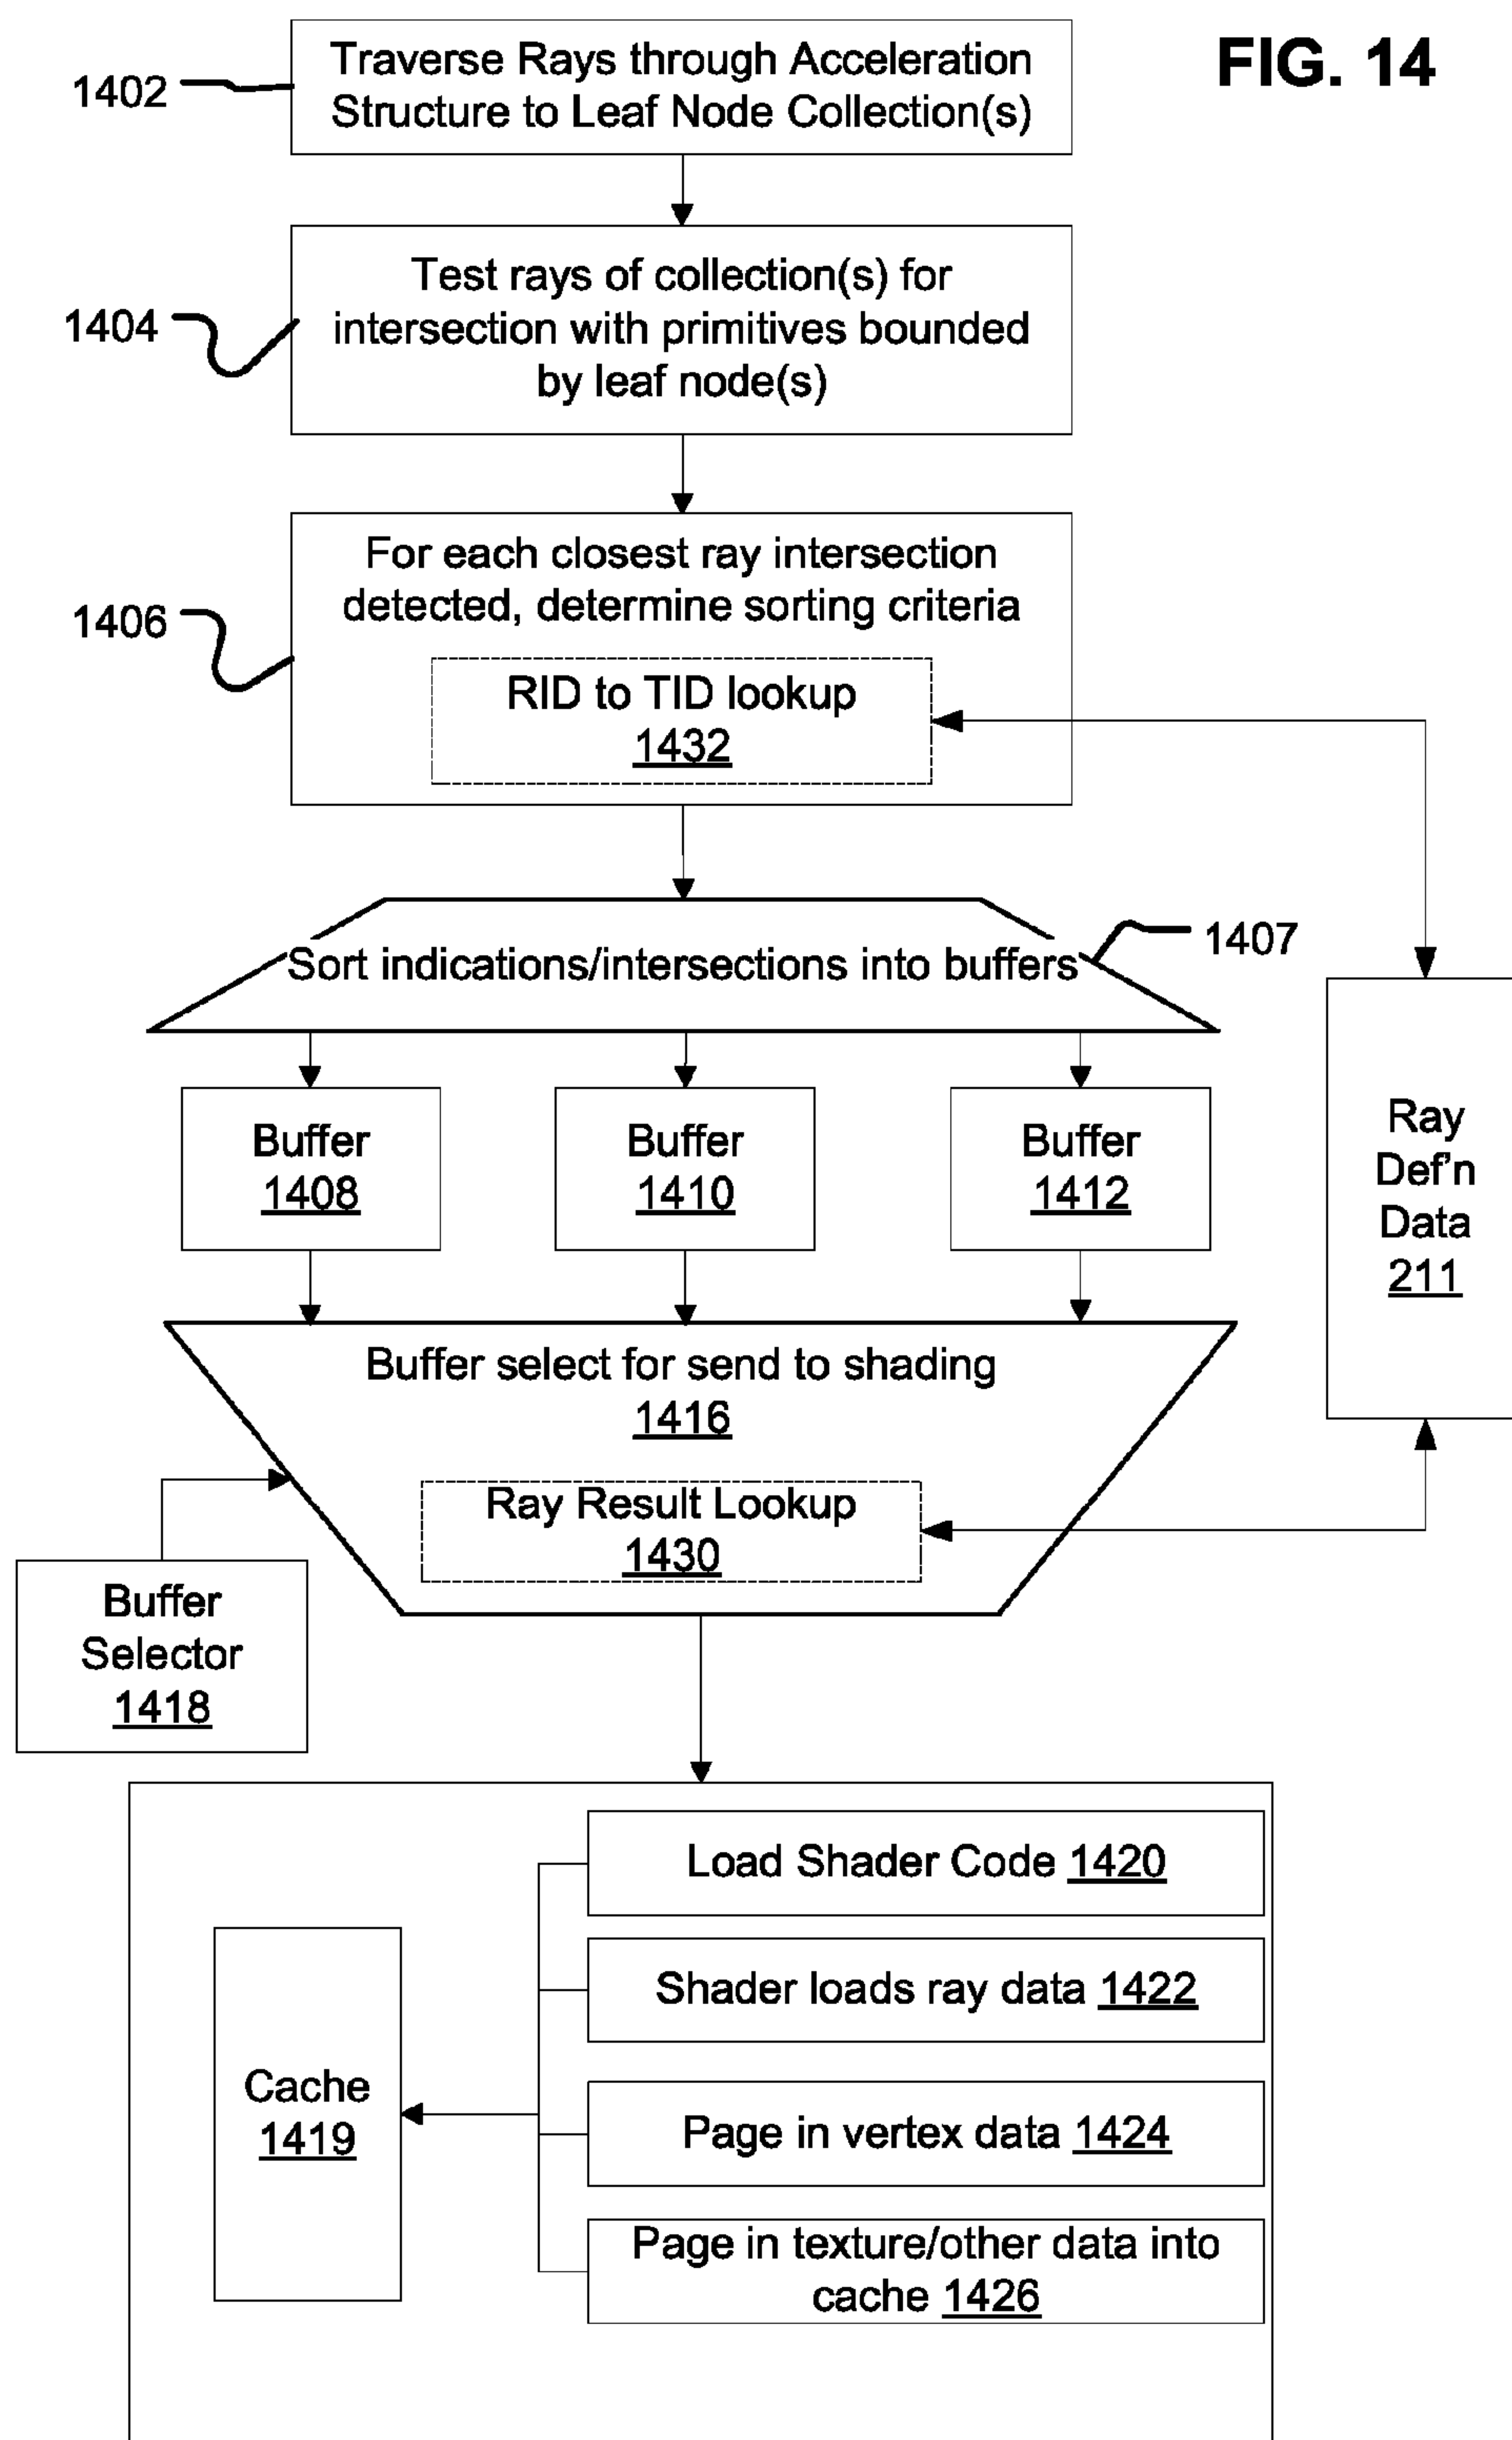 FIG. 14
1402
Traverse Rays through Acceleration
Structure to Leaf Node Collection(s)
1404
Test rays of collection(s) for
intersection with primitives bounded
by leaf node(s)
1406
For each closest ray intersection
detected, determine sorting criteria
RID to TID lookup
1432
Sort indications/intersections into buffers
1407
Buffer
1408
Buffer
1410
Buffer
1412
Ray
Def'n
Data
211
Buffer select for send to shading
1416
Ray Result Lookup
1430
Buffer
Selector
1418
Load Shader Code 1420
Shader loads ray data 1422
Cache
1419
Page in vertex data 1424
Page in texture/other data into
cache 1426